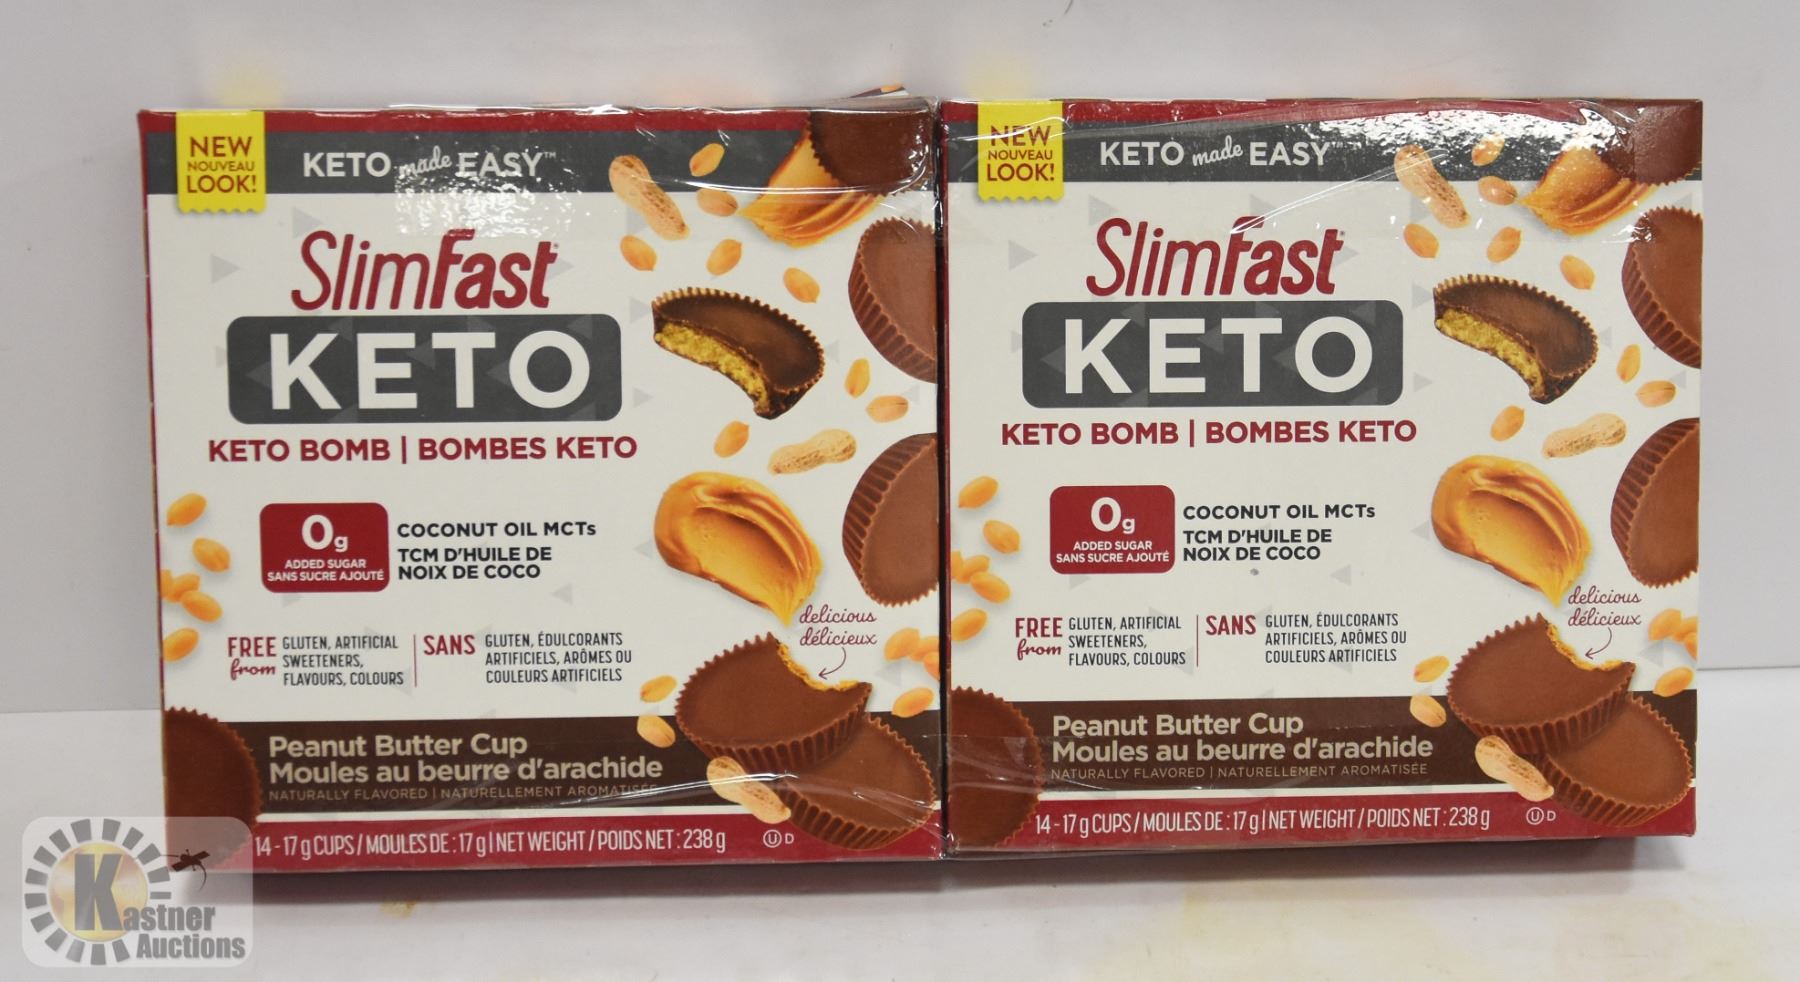 NEW
NOUVEAU
LOOK!
KETO made EASY™
SlimFast
KETO
KETO BOMB | BOMBES KETO
0g
ADDED SUGAR
SANS SUCRE AJOUTÉ
COCONUT OIL MCTs
TCM D'HUILE DE
NOIX DE COCO
delicious
délicieux
FREE from
GLUTEN, ARTIFICIAL
SWEETENERS,
FLAVOURS, COLOURS
SANS
GLUTEN, ÉDULCORANTS
ARTIFICIELS, ARÔMES OU
COULEURS ARTIFICIELS
Peanut Butter Cup
Moules au beurre d'arachide
NATURALLY FLAVORED | NATURELLEMENT AROMATISÉE
14-17 g CUPS / MOULES DE : 17 g | NET WEIGHT / POIDS NET : 238 g
U D
NEW
NOUVEAU
LOOK!
KETO made EASY™
SlimFast
KETO
KETO BOMB | BOMBES KETO
0g
ADDED SUGAR
SANS SUCRE AJOUTÉ
COCONUT OIL MCTs
TCM D'HUILE DE
NOIX DE COCO
delicious
délicieux
FREE from
GLUTEN, ARTIFICIAL
SWEETENERS,
FLAVOURS, COLOURS
SANS
GLUTEN, ÉDULCORANTS
ARTIFICIELS, ARÔMES OU
COULEURS ARTIFICIELS
Peanut Butter Cup
Moules au beurre d'arachide
NATURALLY FLAVORED | NATURELLEMENT AROMATISÉE
14-17 g CUPS / MOULES DE : 17 g | NET WEIGHT / POIDS NET : 238 g
U D
Kastner
Auctions